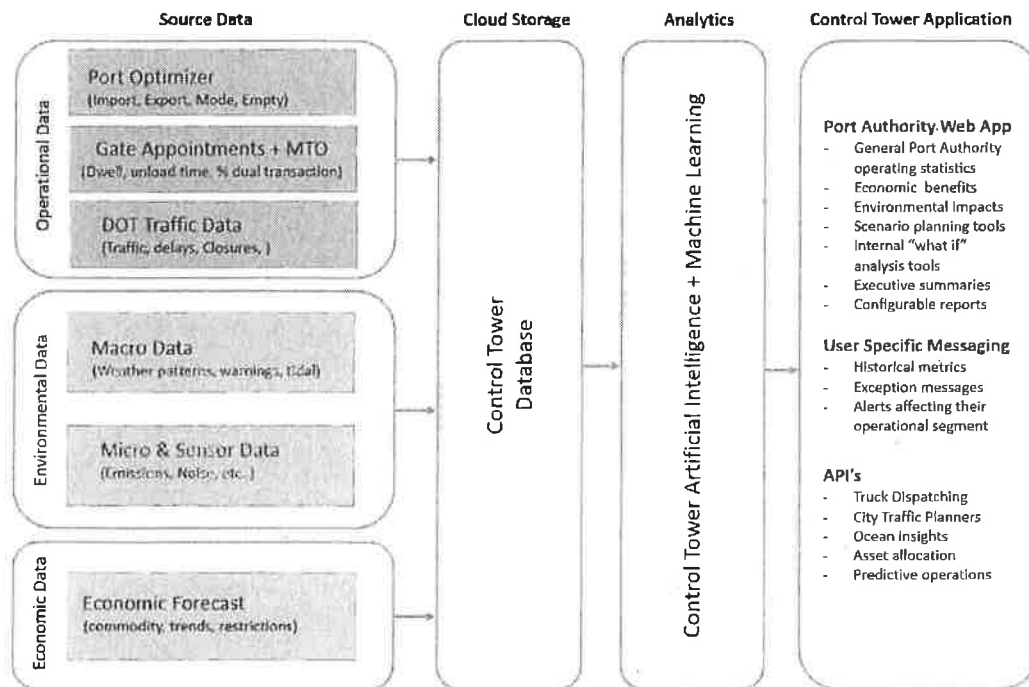 Source Data
Cloud Storage
Analytics
Control Tower Application
Operational Data
Port Optimizer
(Import, Export, Mode, Empty)
Gate Appointments + MTO
(Dwell, unload time, % dual transaction)
DOT Traffic Data
(Traffic, delays, Closures, )
Environmental Data
Macro Data
(Weather patterns, warnings, tidal)
Micro & Sensor Data
(Emissions, Noise, etc..)
Economic Data
Economic Forecast
(commodity, trends, restrictions)
Control Tower
Database
Control Tower Artificial Intelligence + Machine Learning
Port Authority Web App
- General Port Authority
operating statistics
- Economic benefits
- Environmental Impacts
- Scenario planning tools
- Internal "what if"
analysis tools
- Executive summaries
- Configurable reports
User Specific Messaging
- Historical metrics
- Exception messages
- Alerts affecting their
operational segment
API's
- Truck Dispatching
- City Traffic Planners
- Ocean Insights
- Asset allocation
- Predictive operations